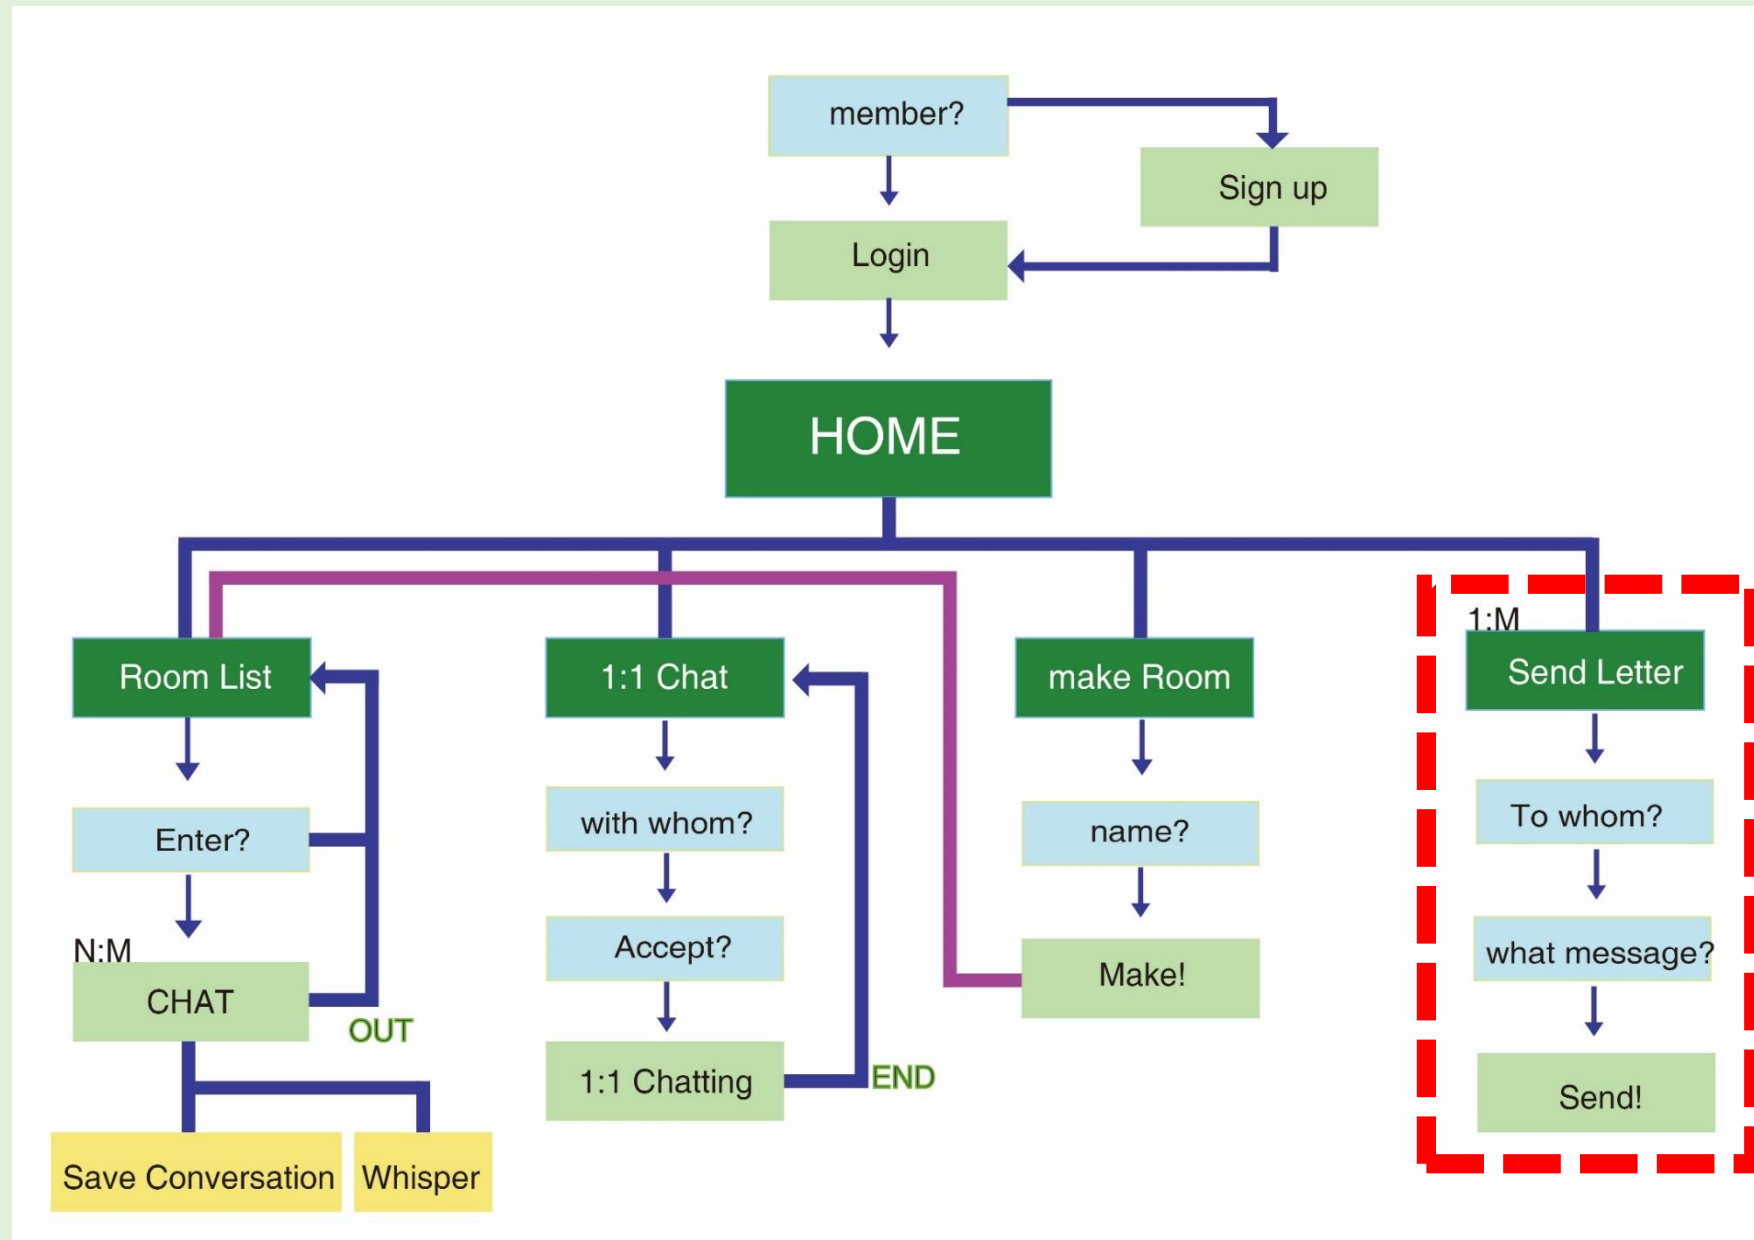 member?
Sign up
Login
HOME
Room List
Enter?
N:M
CHAT
OUT
Save Conversation
Whisper
1:1 Chat
with whom?
Accept?
1:1 Chatting
END
make Room
name?
Make!
1:M
Send Letter
To whom?
what message?
Send!